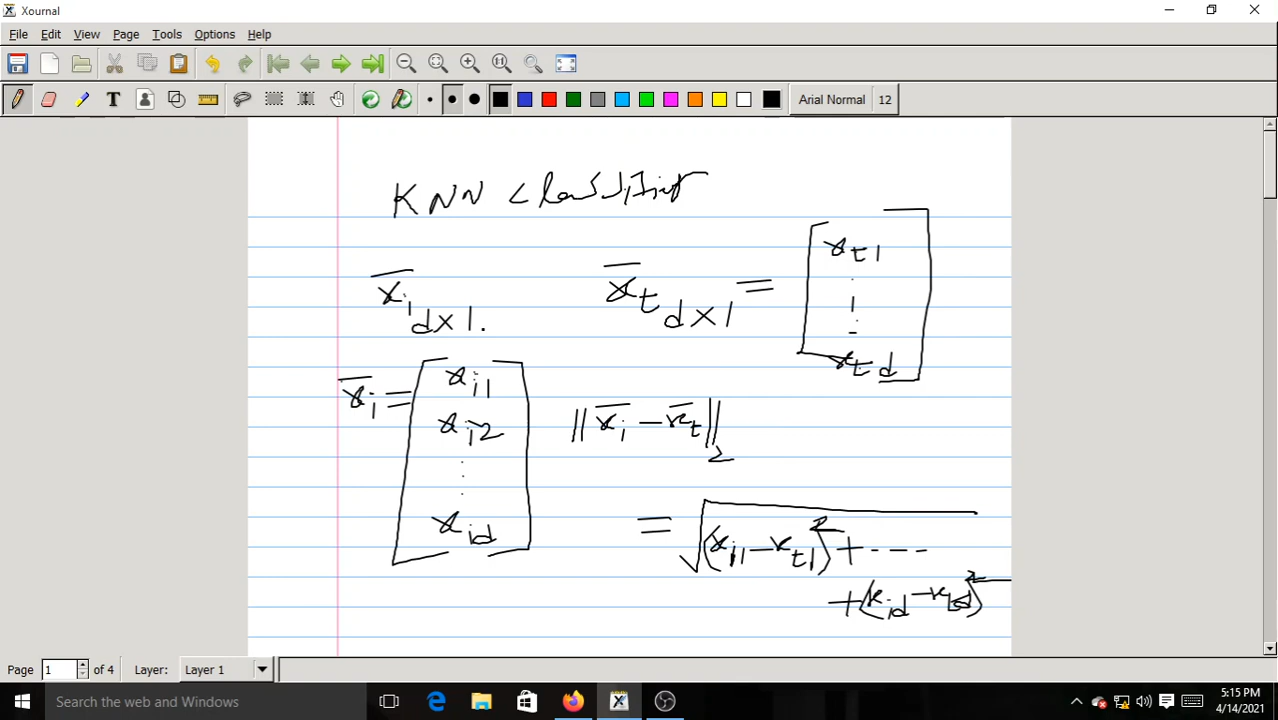 Xournal
File Edit View Page Tools Options Help
Arial Normal 12
KNN Classifier
x̄ᵢ d×1.
x̄ₜ d×1 = [xₜ₁ ⋮ xₜd]
x̄ᵢ = [xᵢ₁ xᵢ₂ ⋮ xᵢd]
||x̄ᵢ − x̄ₜ||₂
= √(xᵢ₁ − xₜ₁)² + ----
+ (xᵢd − xₜd)²
Page 1 of 4 Layer: Layer 1
Search the web and Windows
5:15 PM
4/14/2021